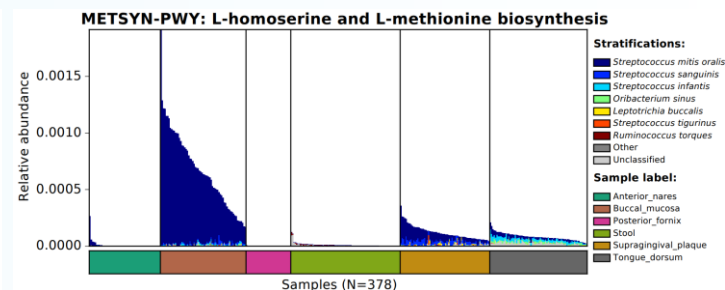 METSYN-PWY: L-homoserine and L-methionine biosynthesis
Relative abundance
0.0015
0.0010
0.0005
0.0000
Samples (N=378)
Stratifications:
Streptococcus mitis oralis
Streptococcus sanguinis
Streptococcus infantis
Oribacterium sinus
Leptotrichia buccalis
Streptococcus tigurinus
Ruminococcus torques
Other
Unclassified
Sample label:
Anterior_nares
Buccal_mucosa
Posterior_fornix
Stool
Supragingival_plaque
Tongue_dorsum